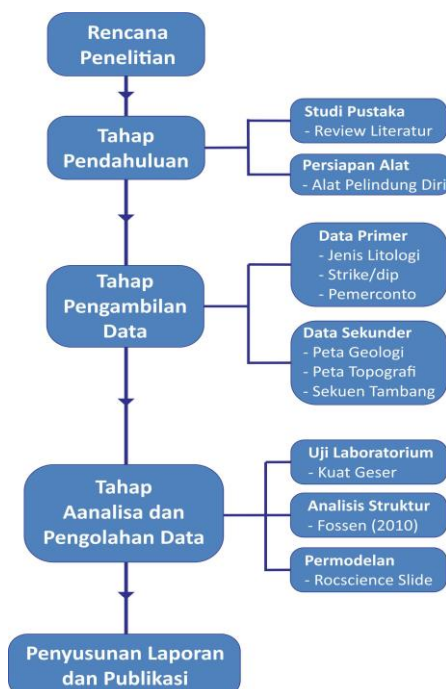 Rencana
Penelitian
Tahap
Pendahuluan
Studi Pustaka
- Review Literatur
Persiapan Alat
- Alat Pelindung Diri
Tahap
Pengambilan
Data
Data Primer
- Jenis Litologi
- Strike/dip
- Pemerconto
Data Sekunder
- Peta Geologi
- Peta Topografi
- Sekuen Tambang
Tahap
Aanalisa dan
Pengolahan Data
Uji Laboratorium
- Kuat Geser
Analisis Struktur
- Fossen (2010)
Permodelan
- Rocscience Slide
Penyusunan Laporan
dan Publikasi